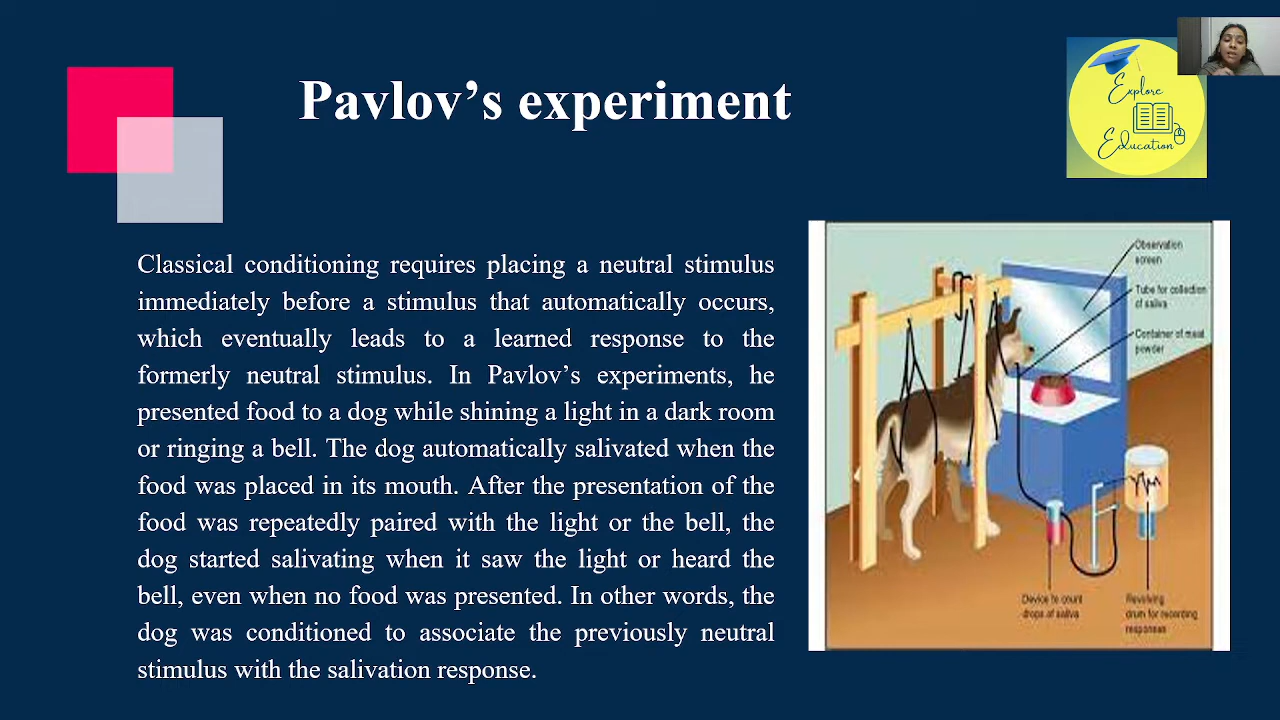 Pavlov’s experiment
Explore
Education
Classical conditioning requires placing a neutral stimulus
immediately before a stimulus that automatically occurs,
which eventually leads to a learned response to the
formerly neutral stimulus. In Pavlov’s experiments, he
presented food to a dog while shining a light in a dark room
or ringing a bell. The dog automatically salivated when the
food was placed in its mouth. After the presentation of the
food was repeatedly paired with the light or the bell, the
dog started salivating when it saw the light or heard the
bell, even when no food was presented. In other words, the
dog was conditioned to associate the previously neutral
stimulus with the salivation response.
Observation
screen
Tube for collection
of saliva
Container of meat
powder
Device to count
drops of saliva
Revolving
drum for recording
responses